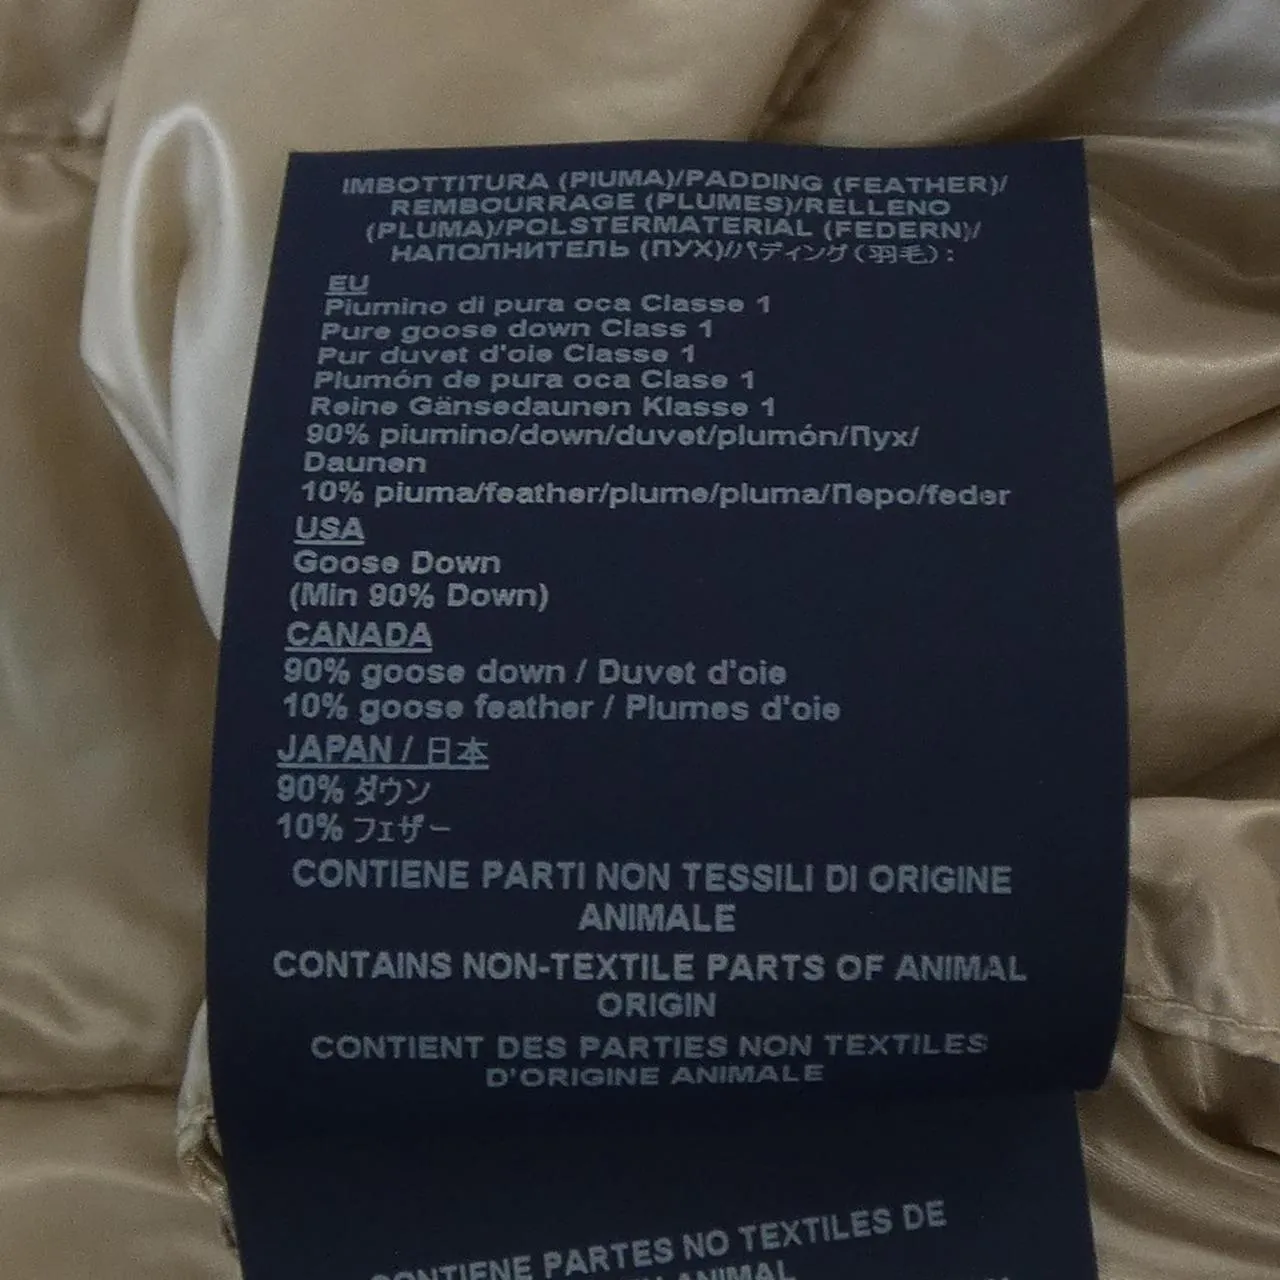 IMBOTTITURA (PIUMA)/PADDING (FEATHER)/
REMBOURRAGE (PLUMES)/RELLENO
(PLUMA)/POLSTERMATERIAL (FEDERN)/
НАПОЛНИТЕЛЬ (ПУХ)//パディング(羽毛):
EU
Piumino di pura oca Classe 1
Pure goose down Class 1
Pur duvet d'oie Classe 1
Plumón de pura oca Clase 1
Reine Gänsedaunen Klasse 1
90% piumino/down/duvet/plumón/Пух/
Daunen
10% piuma/feather/plume/pluma/Перо/feder
USA
Goose Down
(Min 90% Down)
CANADA
90% goose down / Duvet d'oie
10% goose feather / Plumes d'oie
JAPAN / 日本
90% ダウン
10% フェザー
CONTIENE PARTI NON TESSILI DI ORIGINE
ANIMALE
CONTAINS NON-TEXTILE PARTS OF ANIMAL
ORIGIN
CONTIENT DES PARTIES NON TEXTILES
D'ORIGINE ANIMALE
CONTIENE PARTES NO TEXTILES DE
ANIMAL